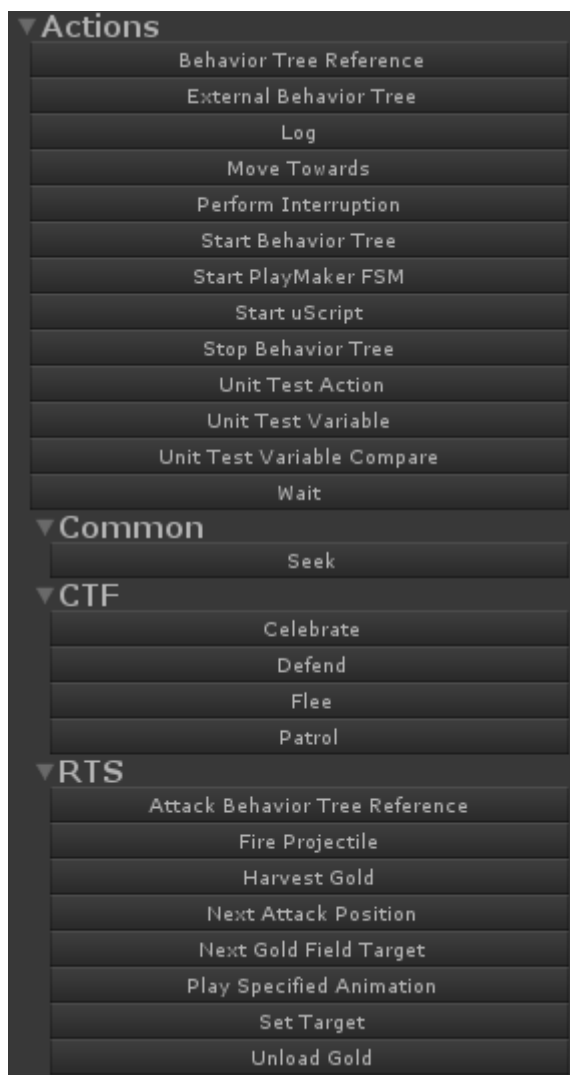 Actions
Behavior Tree Reference
External Behavior Tree
Log
Move Towards
Perform Interruption
Start Behavior Tree
Start PlayMaker FSM
Start uScript
Stop Behavior Tree
Unit Test Action
Unit Test Variable
Unit Test Variable Compare
Wait
Common
Seek
CTF
Celebrate
Defend
Flee
Patrol
RTS
Attack Behavior Tree Reference
Fire Projectile
Harvest Gold
Next Attack Position
Next Gold Field Target
Play Specified Animation
Set Target
Unload Gold